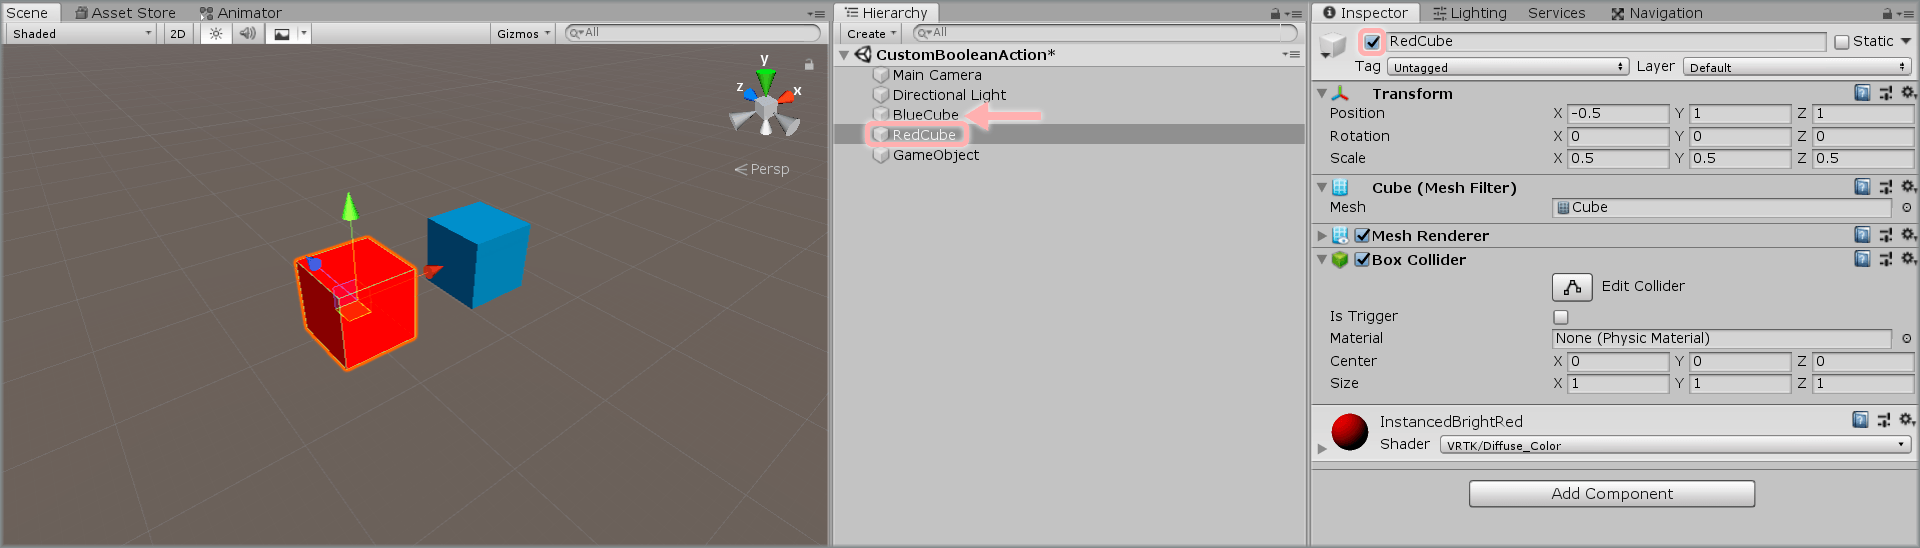 Scene Asset Store Animator
Shaded 2D Gizmos All
y
z x
Persp
Hierarchy
Create All
CustomBooleanAction*
Main Camera
Directional Light
BlueCube
RedCube
GameObject
Inspector Lighting Services Navigation
RedCube Static
Tag Untagged Layer Default
Transform
Position X -0.5 Y 1 Z 1
Rotation X 0 Y 0 Z 0
Scale X 0.5 Y 0.5 Z 0.5
Cube (Mesh Filter)
Mesh Cube
Mesh Renderer
Box Collider
Edit Collider
Is Trigger
Material None (Physic Material)
Center X 0 Y 0 Z 0
Size X 1 Y 1 Z 1
InstancedBrightRed
Shader VRTK/Diffuse_Color
Add Component